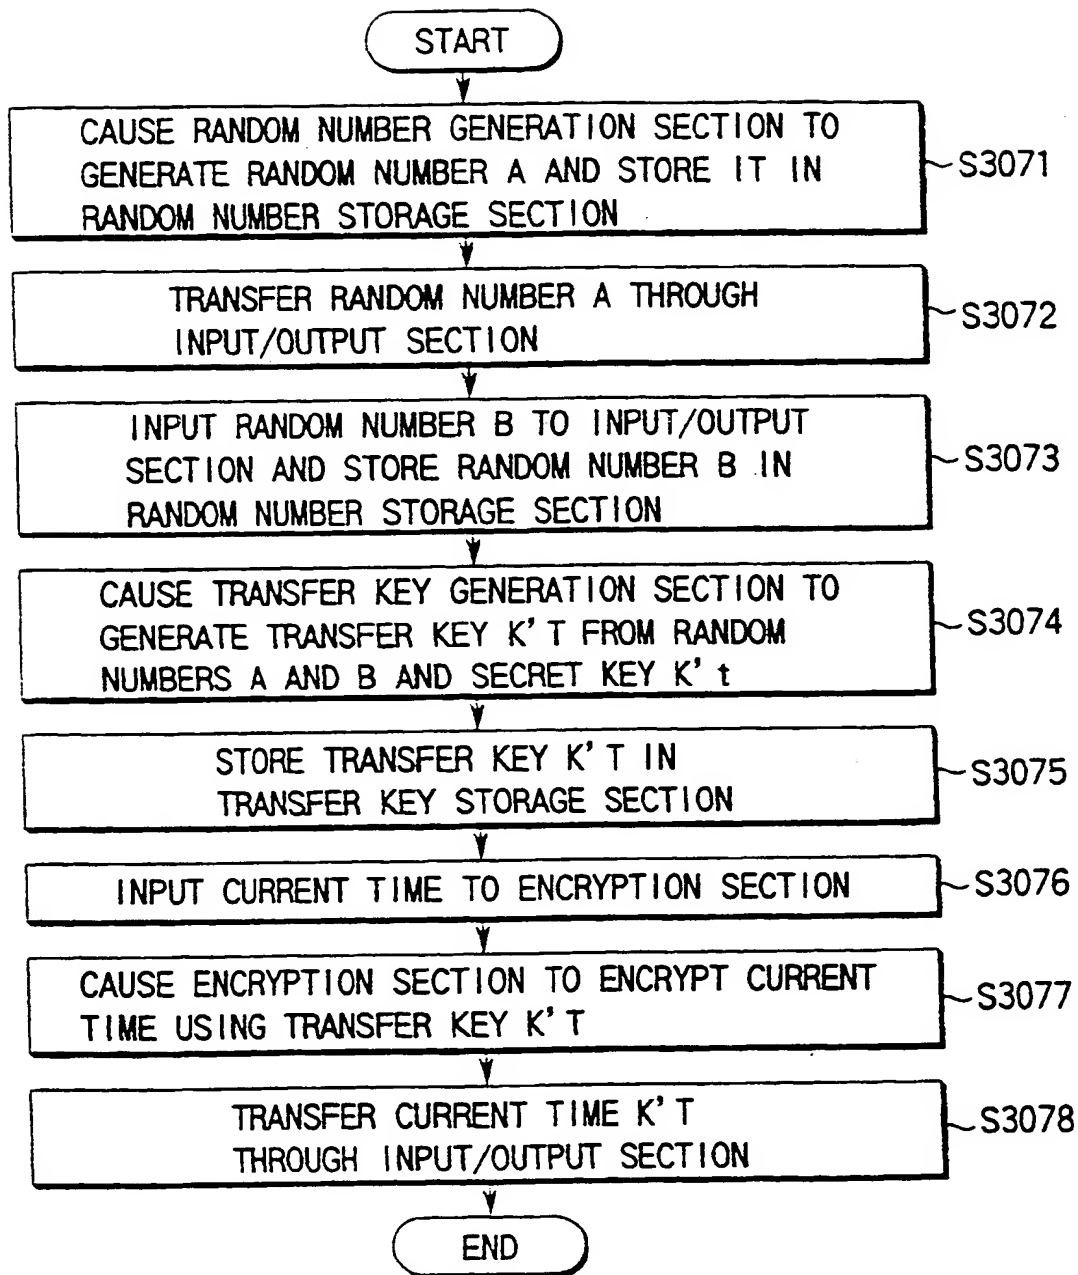 START
CAUSE RANDOM NUMBER GENERATION SECTION TO
GENERATE RANDOM NUMBER A AND STORE IT IN
RANDOM NUMBER STORAGE SECTION
S3071
TRANSFER RANDOM NUMBER A THROUGH
INPUT/OUTPUT SECTION
S3072
INPUT RANDOM NUMBER B TO INPUT/OUTPUT
SECTION AND STORE RANDOM NUMBER B IN
RANDOM NUMBER STORAGE SECTION
S3073
CAUSE TRANSFER KEY GENERATION SECTION TO
GENERATE TRANSFER KEY K'T FROM RANDOM
NUMBERS A AND B AND SECRET KEY K't
S3074
STORE TRANSFER KEY K'T IN
TRANSFER KEY STORAGE SECTION
S3075
INPUT CURRENT TIME TO ENCRYPTION SECTION
S3076
CAUSE ENCRYPTION SECTION TO ENCRYPT CURRENT
TIME USING TRANSFER KEY K'T
S3077
TRANSFER CURRENT TIME K'T
THROUGH INPUT/OUTPUT SECTION
S3078
END